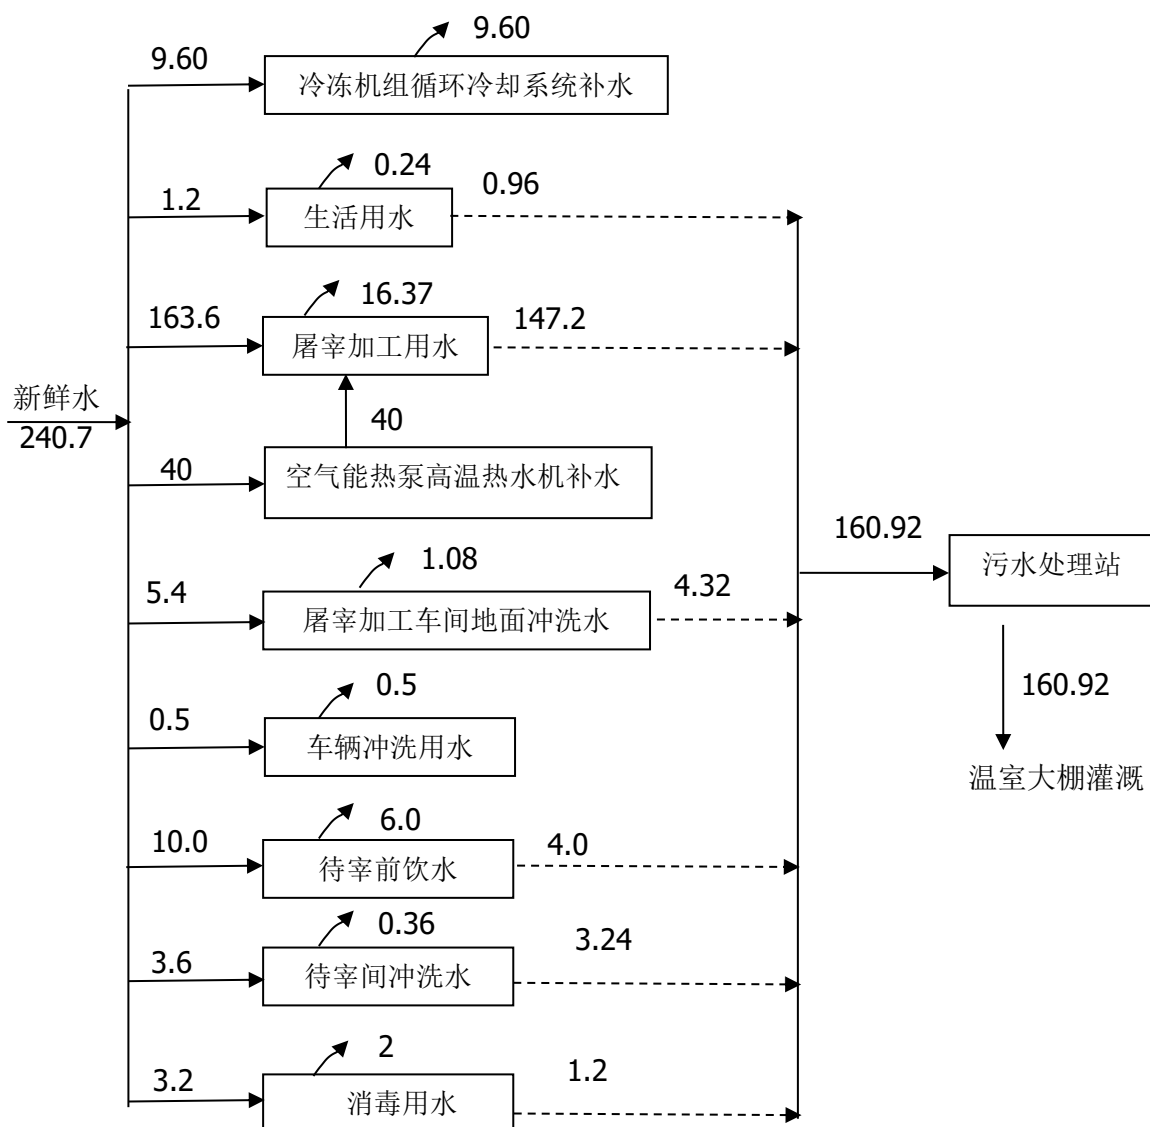 9.60
9.60
冷冻机组循环冷却系统补水
1.2
0.24
0.96
生活用水
163.6
16.37
147.2
屠宰加工用水
新鲜水
240.7
40
40
空气能热泵高温热水机补水
160.92
污水处理站
5.4
1.08
4.32
屠宰加工车间地面冲洗水
160.92
温室大棚灌溉
0.5
0.5
车辆冲洗用水
10.0
6.0
4.0
待宰前饮水
3.6
0.36
3.24
待宰间冲洗水
3.2
2
1.2
消毒用水